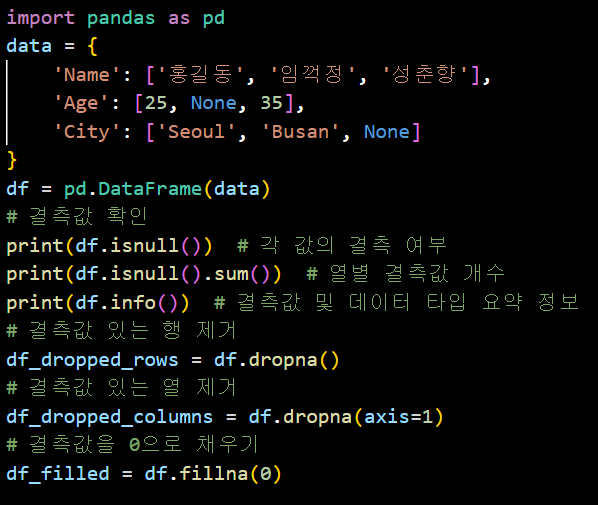 import pandas as pd
data = {
    'Name': ['홍길동', '임꺽정', '성춘향'],
    'Age': [25, None, 35],
    'City': ['Seoul', 'Busan', None]
}
df = pd.DataFrame(data)
# 결측값 확인
print(df.isnull())  # 각 값의 결측 여부
print(df.isnull().sum())  # 열별 결측값 개수
print(df.info())  # 결측값 및 데이터 타입 요약 정보
# 결측값 있는 행 제거
df_dropped_rows = df.dropna()
# 결측값 있는 열 제거
df_dropped_columns = df.dropna(axis=1)
# 결측값을 0으로 채우기
df_filled = df.fillna(0)